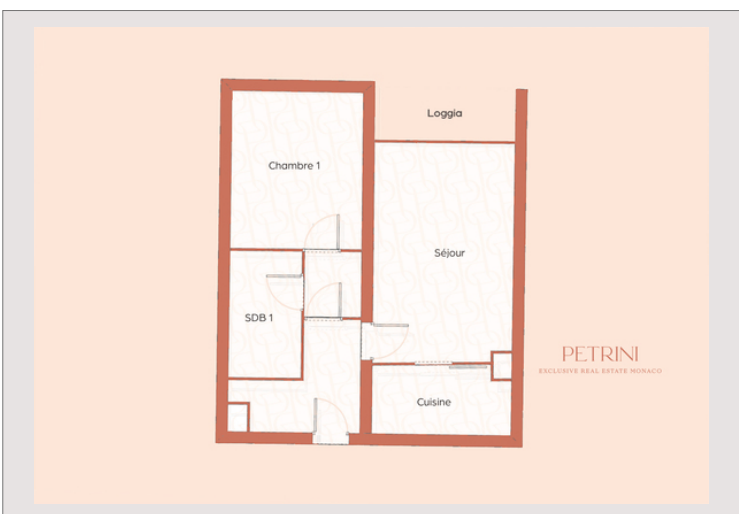 Loggia
Chambre 1
Séjour
SDB 1
PETRINI
EXCLUSIVE REAL ESTATE MONACO
Cuisine